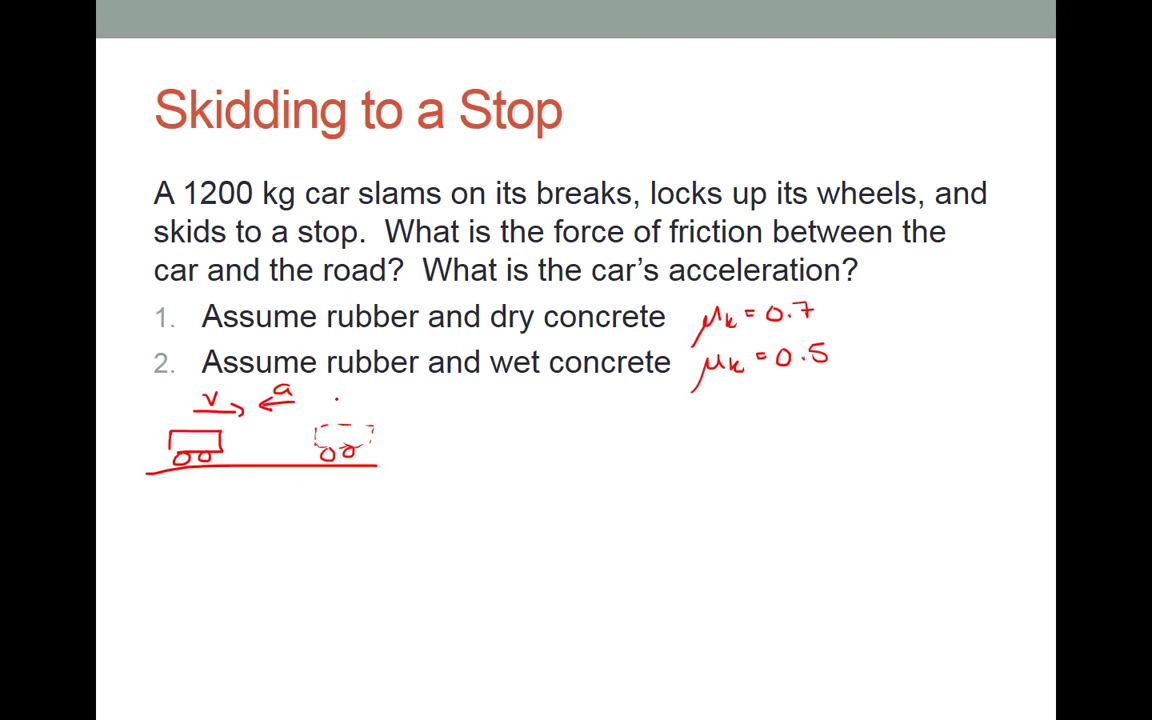 Skidding to a Stop
A 1200 kg car slams on its breaks, locks up its wheels, and
skids to a stop. What is the force of friction between the
car and the road? What is the car’s acceleration?
1. Assume rubber and dry concrete μk = 0.7
2. Assume rubber and wet concrete μk = 0.5
v a